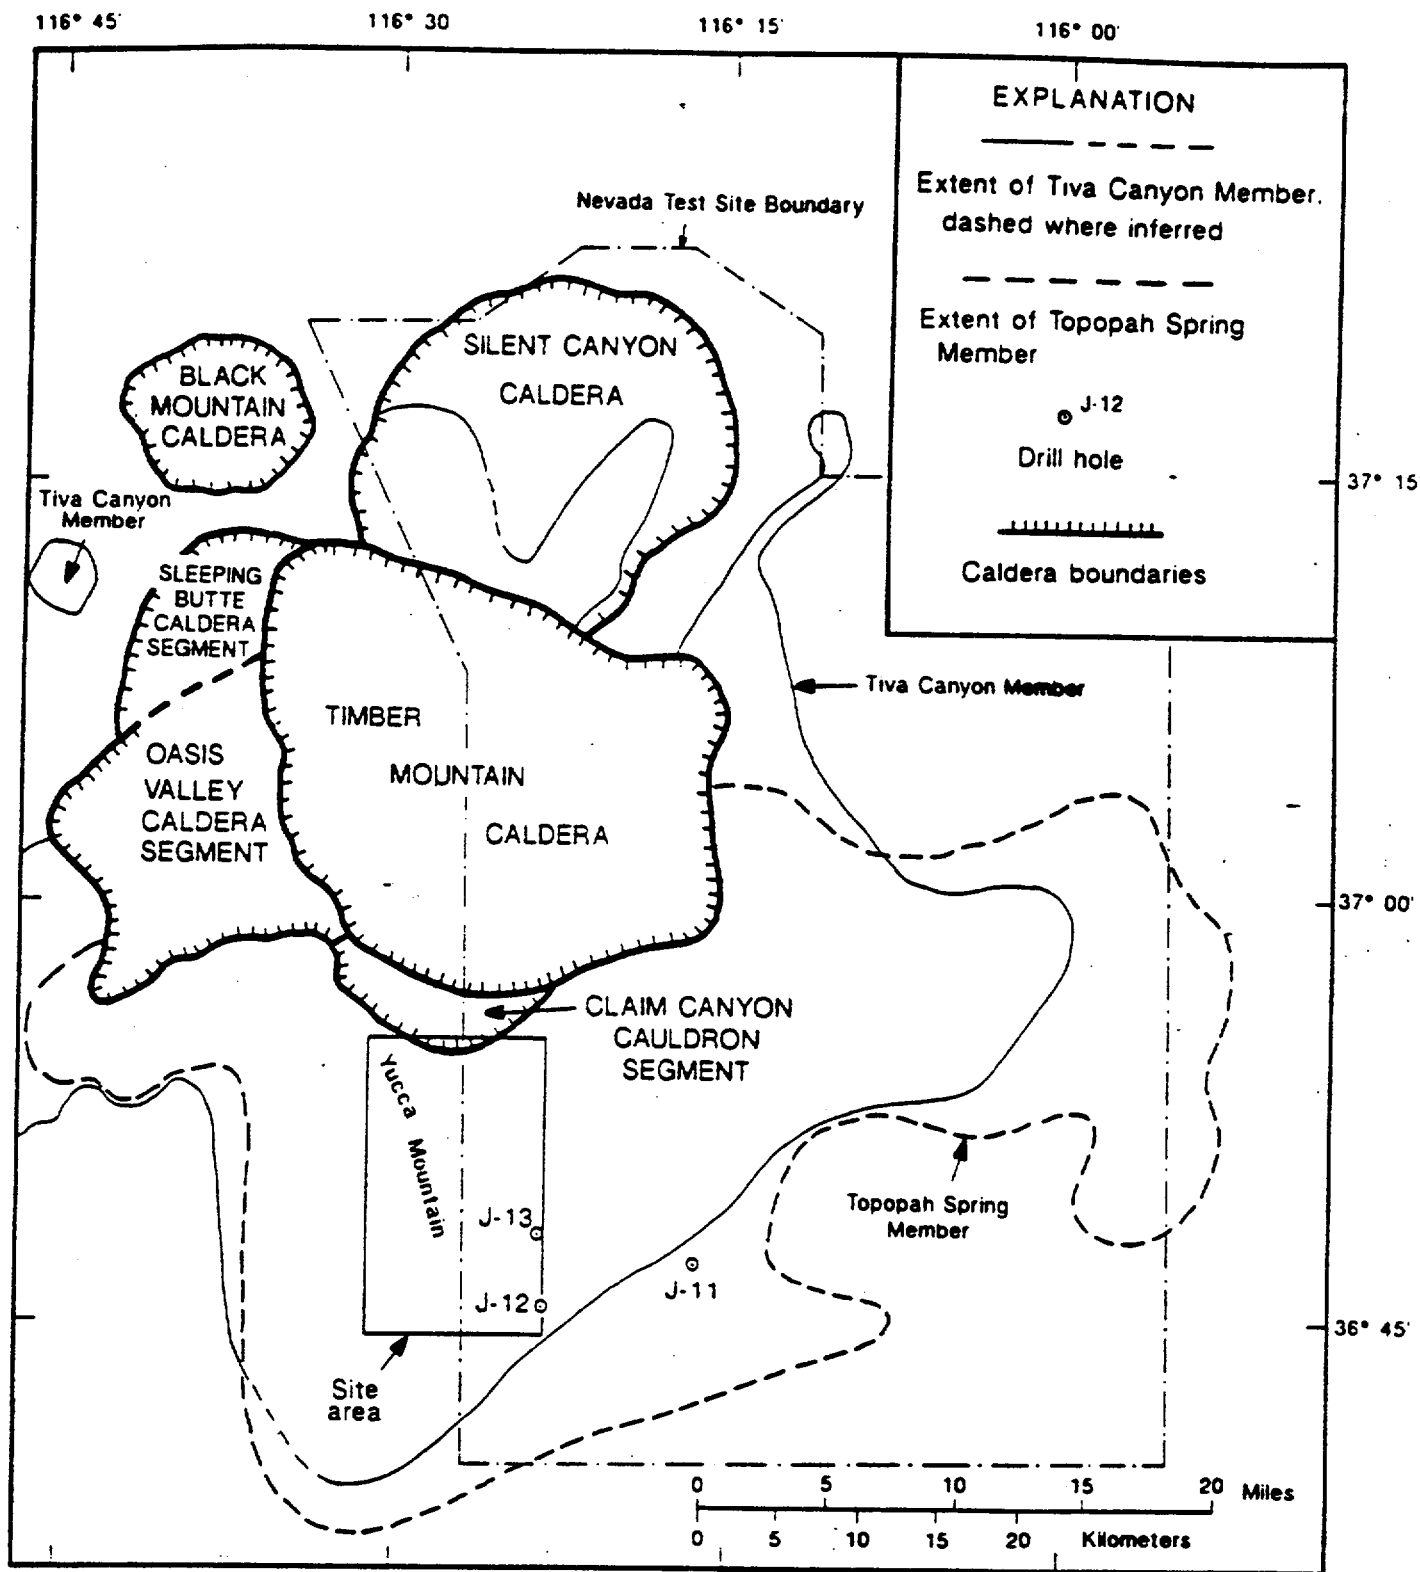 116° 45'
116° 30
116° 15'
116° 00'
EXPLANATION
Extent of Tiva Canyon Member,
dashed where inferred
Extent of Topopah Spring
Member
J-12
Drill hole
Caldera boundaries
Nevada Test Site Boundary
SILENT CANYON
CALDERA
BLACK
MOUNTAIN
CALDERA
37° 15
Tiva Canyon
Member
SLEEPING
BUTTE
CALDERA
SEGMENT
Tiva Canyon Member
TIMBER
MOUNTAIN
CALDERA
OASIS
VALLEY
CALDERA
SEGMENT
37° 00'
CLAIM CANYON
CAULDRON
SEGMENT
Yucca Mountain
Topopah Spring
Member
J-13
J-11
J-12
36° 45'
Site
area
0 5 10 15 20 Miles
0 5 10 15 20 Kilometers